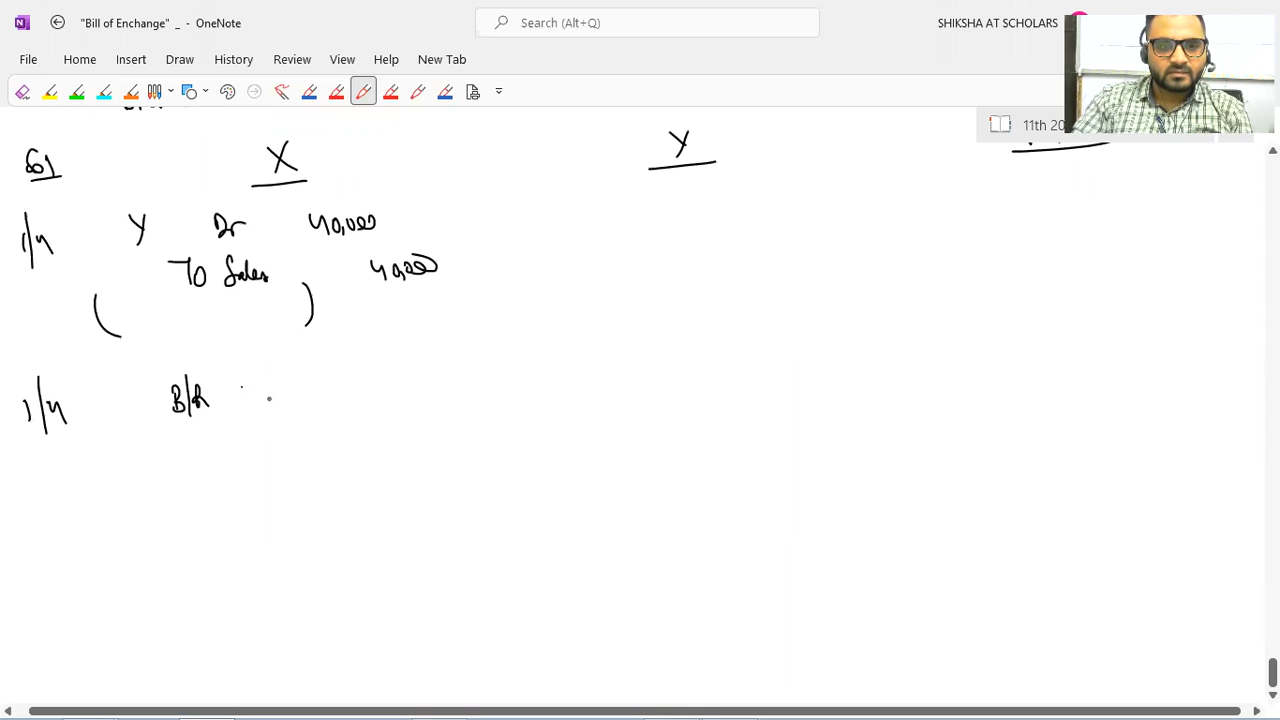 "Bill of Enchange" _ - OneNote
Search (Alt+Q)
SHIKSHA AT SCHOLARS
File Home Insert Draw History Review View Help New Tab
11th 20
X Y
1/4 Y Dr 40,000
To Sales 40,000
( )
1/4 B/R